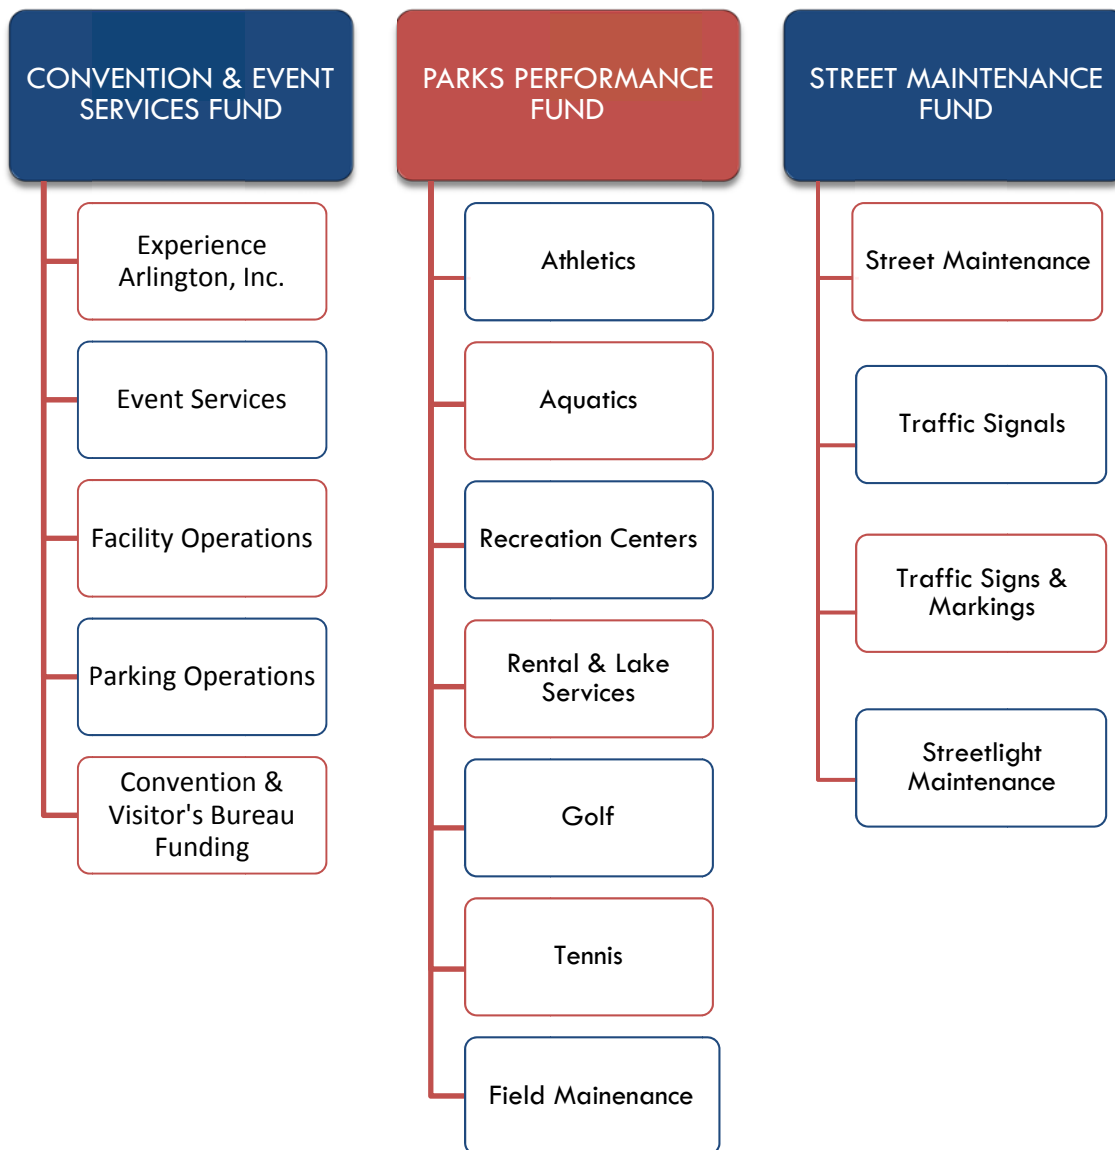 CONVENTION & EVENT
SERVICES FUND
Experience
Arlington, Inc.
Event Services
Facility Operations
Parking Operations
Convention &
Visitor's Bureau
Funding
PARKS PERFORMANCE
FUND
Athletics
Aquatics
Recreation Centers
Rental & Lake
Services
Golf
Tennis
Field Mainenance
STREET MAINTENANCE
FUND
Street Maintenance
Traffic Signals
Traffic Signs &
Markings
Streetlight
Maintenance